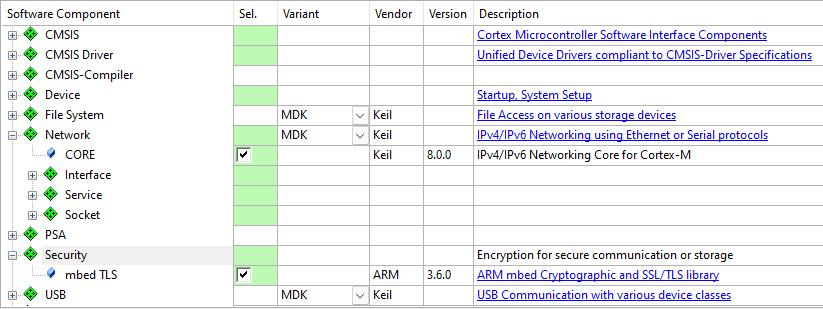 Software Component Sel. Variant Vendor Version Description
CMSIS Cortex Microcontroller Software Interface Components
CMSIS Driver Unified Device Drivers compliant to CMSIS-Driver Specifications
CMSIS-Compiler
Device Startup, System Setup
File System MDK Keil File Access on various storage devices
Network MDK Keil IPv4/IPv6 Networking using Ethernet or Serial protocols
CORE Keil 8.0.0 IPv4/IPv6 Networking Core for Cortex-M
Interface
Service
Socket
PSA
Security Encryption for secure communication or storage
mbed TLS ARM 3.6.0 ARM mbed Cryptographic and SSL/TLS library
USB MDK Keil USB Communication with various device classes